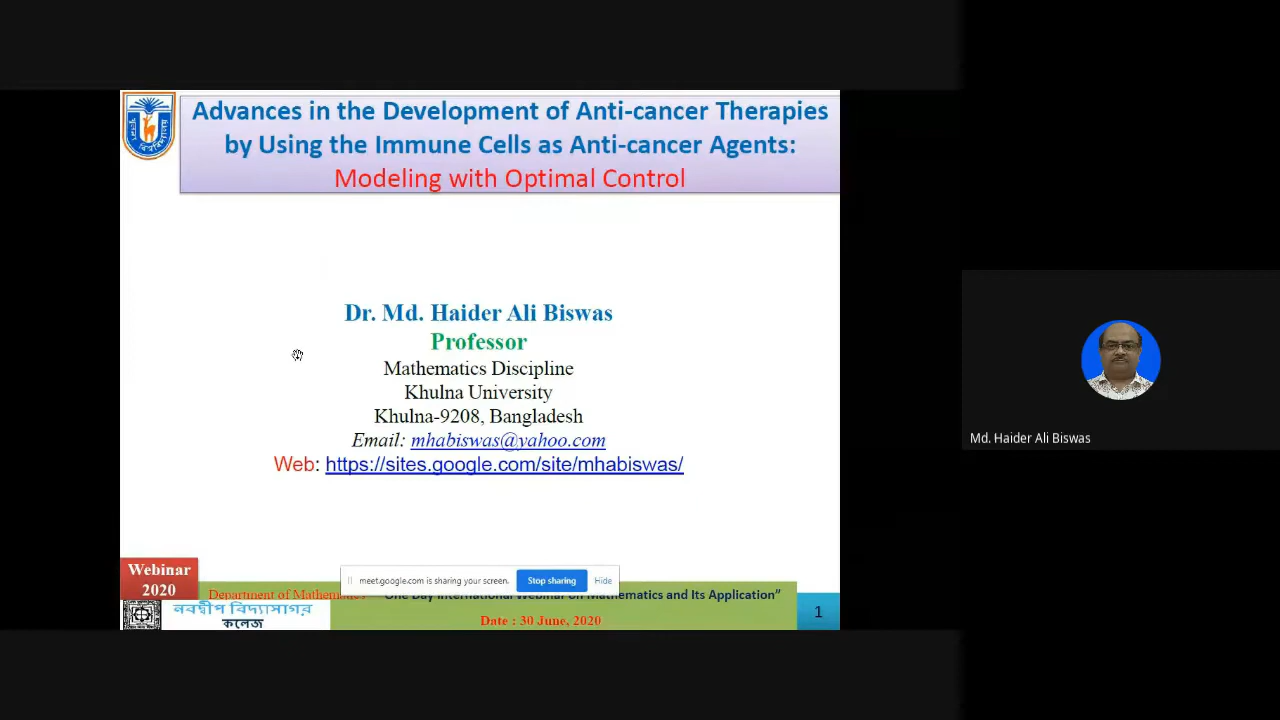 Advances in the Development of Anti-cancer Therapies
by Using the Immune Cells as Anti-cancer Agents:
Modeling with Optimal Control
Dr. Md. Haider Ali Biswas
Professor
Mathematics Discipline
Khulna University
Khulna-9208, Bangladesh
Email: mhabiswas@yahoo.com
Web: https://sites.google.com/site/mhabiswas/
Md. Haider Ali Biswas
Webinar
2020
meet.google.com is sharing your screen. Stop sharing Hide
Department of Mathematics "One Day International Webinar on Mathematics and Its Application"
নবদ্বীপ বিদ্যাসাগর
কলেজ
Date : 30 June, 2020
1